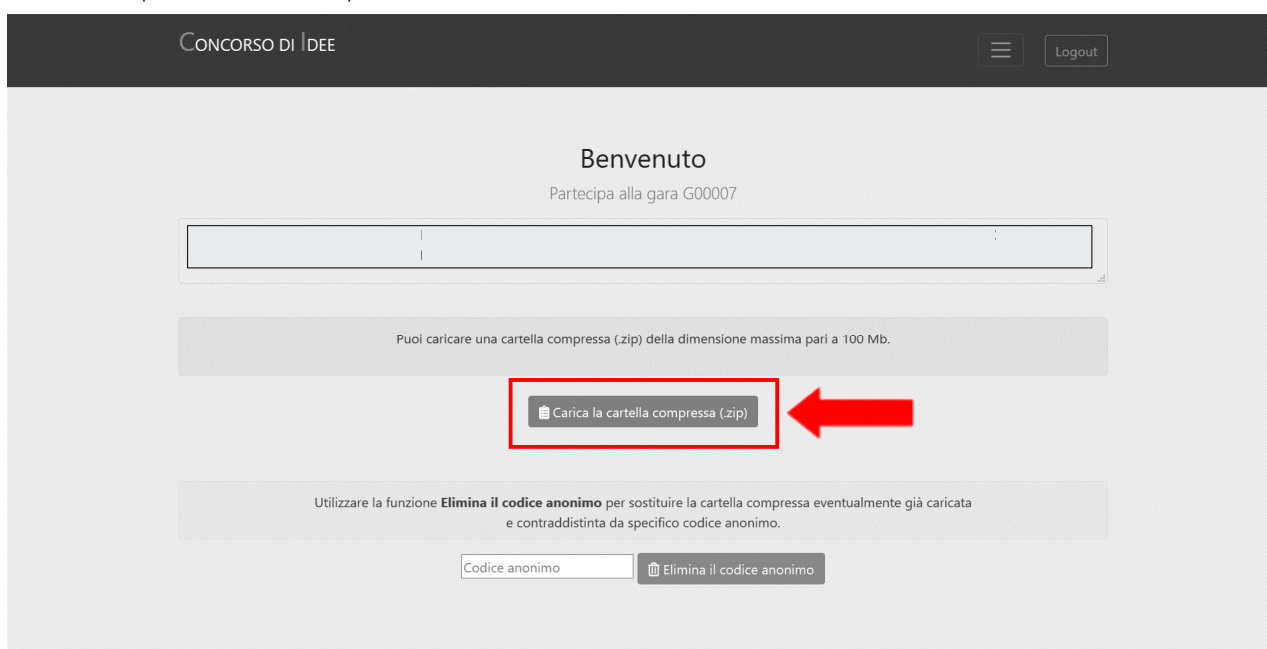 Concorso di Idee
Logout
Benvenuto
Partecipa alla gara G00007
Puoi caricare una cartella compressa (.zip) della dimensione massima pari a 100 Mb.
Carica la cartella compressa (.zip)
Utilizzare la funzione Elimina il codice anonimo per sostituire la cartella compressa eventualmente già caricata
e contraddistinta da specifico codice anonimo.
Codice anonimo
Elimina il codice anonimo